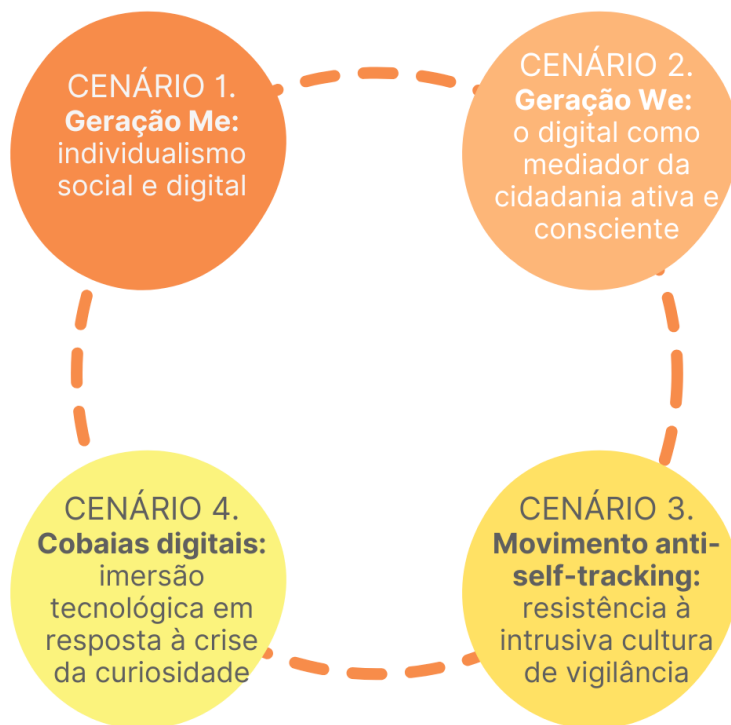 CENÁRIO 1.
Geração Me:
individualismo
social e digital
CENÁRIO 2.
Geração We:
o digital como
mediador da
cidadania ativa e
consciente
CENÁRIO 4.
Cobaias digitais:
imersão
tecnológica em
resposta à crise
da curiosidade
CENÁRIO 3.
Movimento anti-
self-tracking:
resistência à
intrusiva cultura
de vigilância